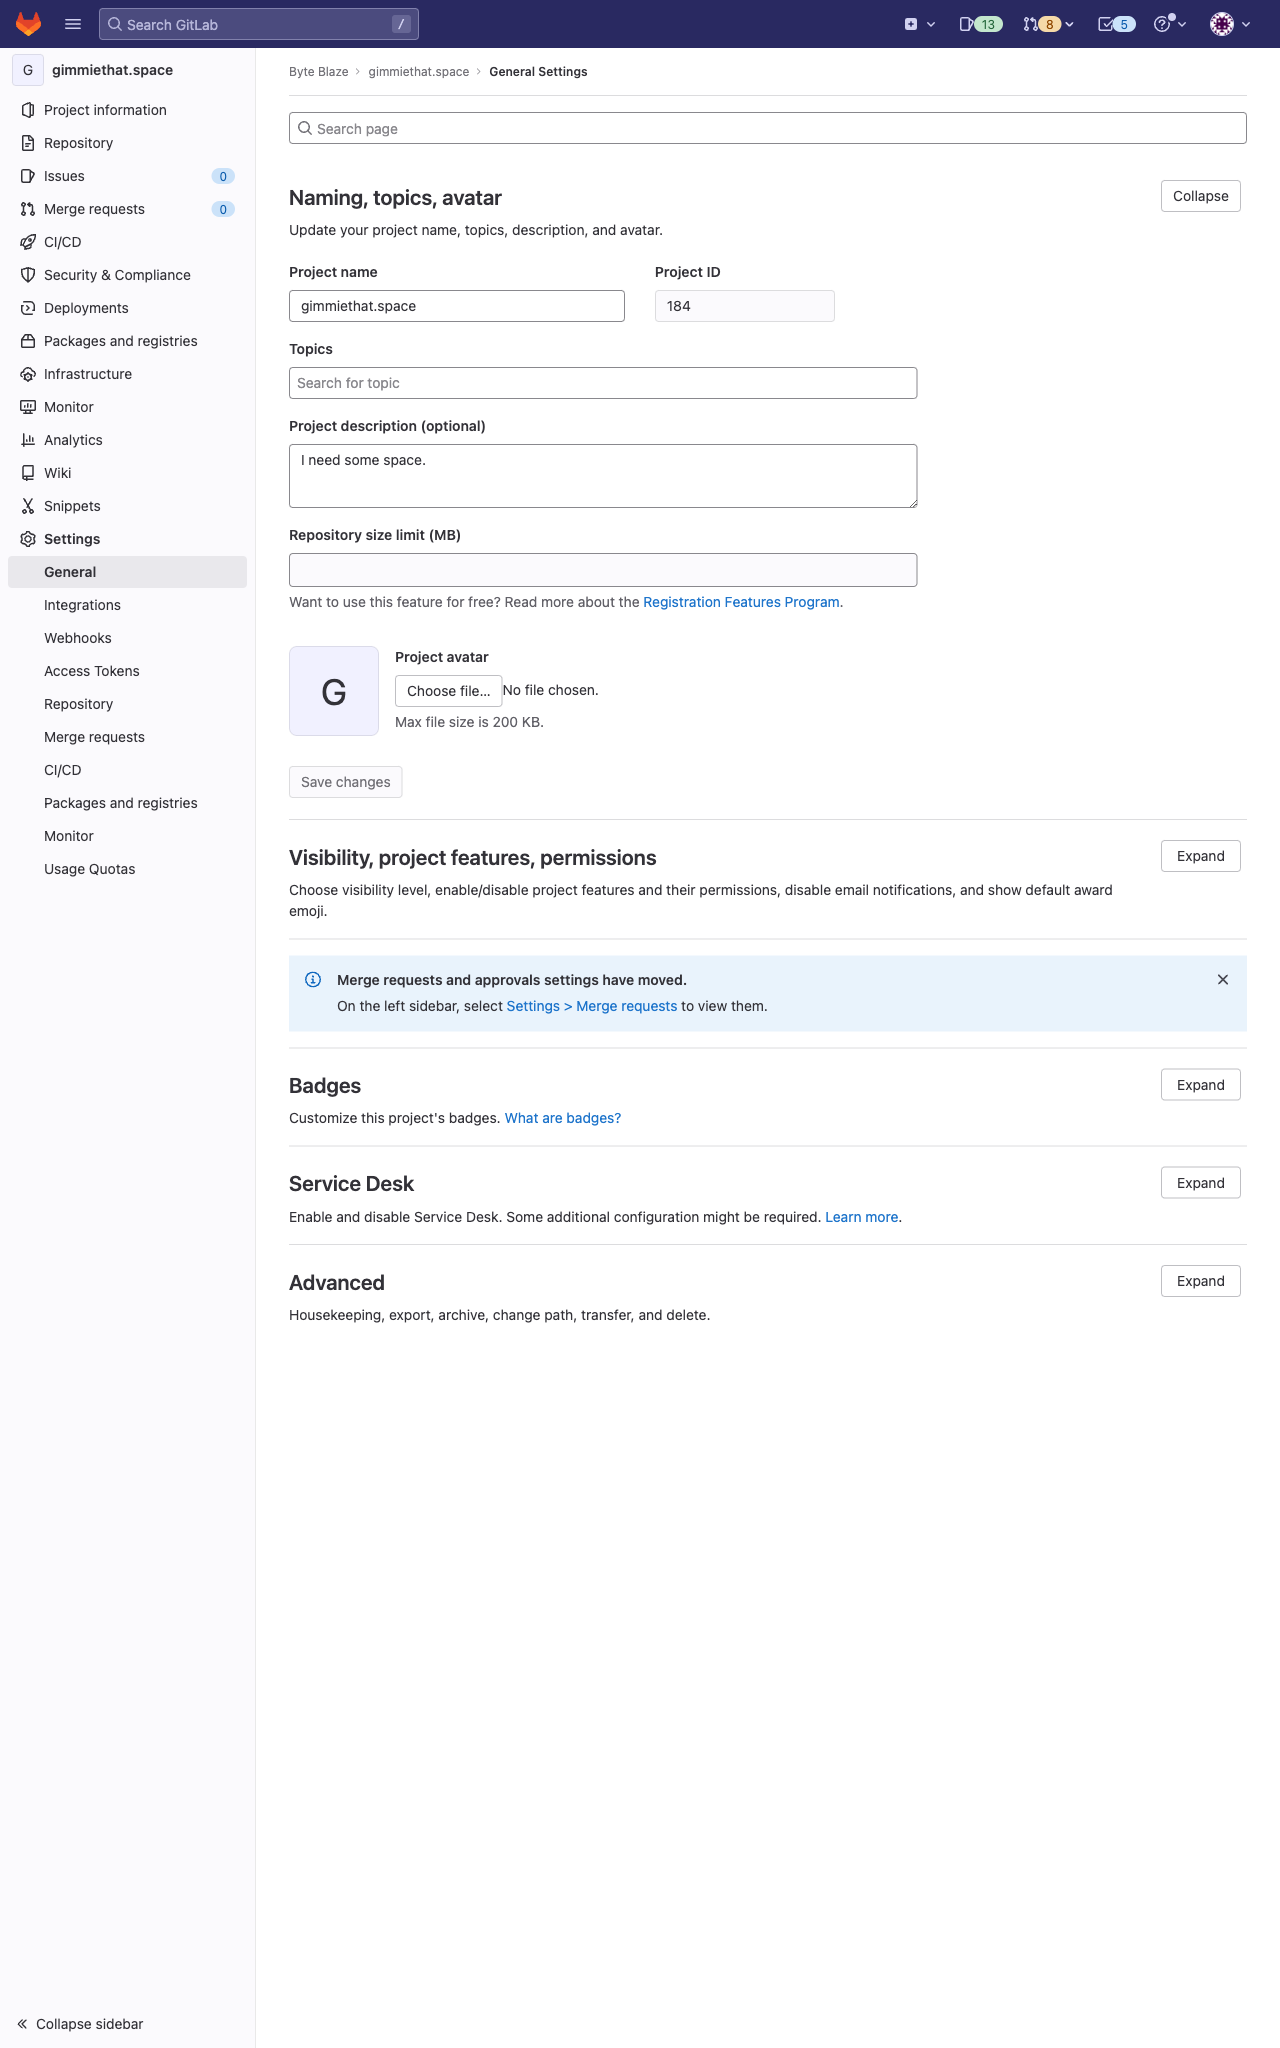 Search GitLab
/
13
8
5
G
gimmiethat.space
Project information
Repository
Issues
0
Merge requests
0
CI/CD
Security & Compliance
Deployments
Packages and registries
Infrastructure
Monitor
Analytics
Wiki
Snippets
Settings
General
Integrations
Webhooks
Access Tokens
Repository
Merge requests
CI/CD
Packages and registries
Monitor
Usage Quotas
Collapse sidebar
Byte Blaze > gimmiethat.space > General Settings
Search page
Naming, topics, avatar
Collapse
Update your project name, topics, description, and avatar.
Project name
Project ID
gimmiethat.space
184
Topics
Search for topic
Project description (optional)
I need some space.
Repository size limit (MB)
Want to use this feature for free? Read more about the Registration Features Program.
G
Project avatar
Choose file... No file chosen.
Max file size is 200 KB.
Save changes
Visibility, project features, permissions
Expand
Choose visibility level, enable/disable project features and their permissions, disable email notifications, and show default award
emoji.
Merge requests and approvals settings have moved.
On the left sidebar, select Settings > Merge requests to view them.
Badges
Expand
Customize this project's badges. What are badges?
Service Desk
Expand
Enable and disable Service Desk. Some additional configuration might be required. Learn more.
Advanced
Expand
Housekeeping, export, archive, change path, transfer, and delete.